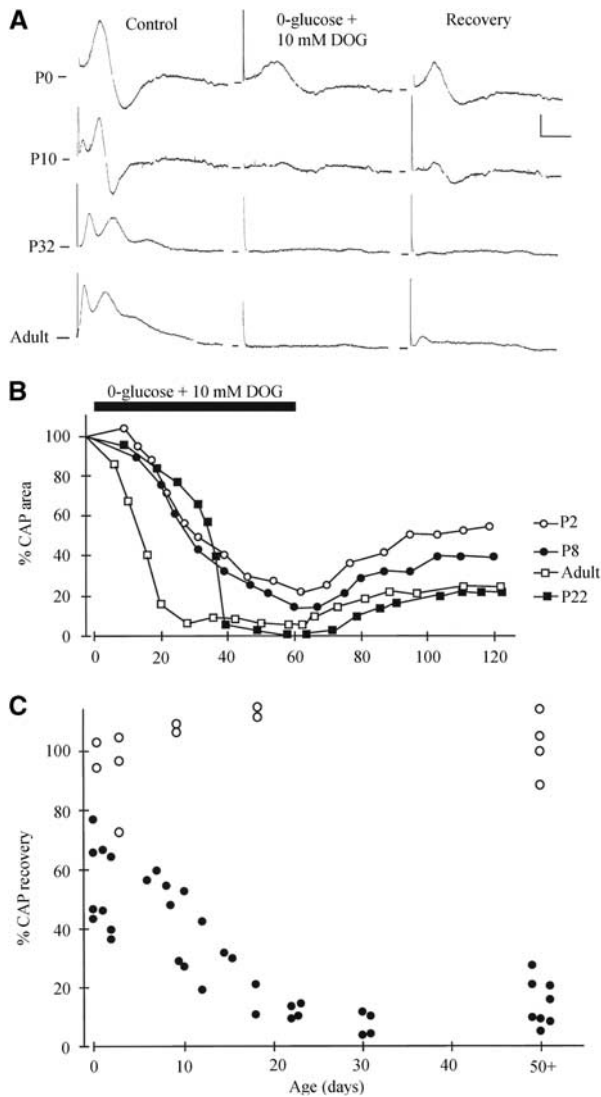 A
Control
0-glucose +
10 mM DOG
Recovery
P0
P10
P32
Adult
B
0-glucose + 10 mM DOG
% CAP area
100
80
60
40
20
0
0 20 40 60 80 100 120
P2
P8
Adult
P22
C
% CAP recovery
100
80
60
40
20
0
0 10 20 30 40 50+
Age (days)